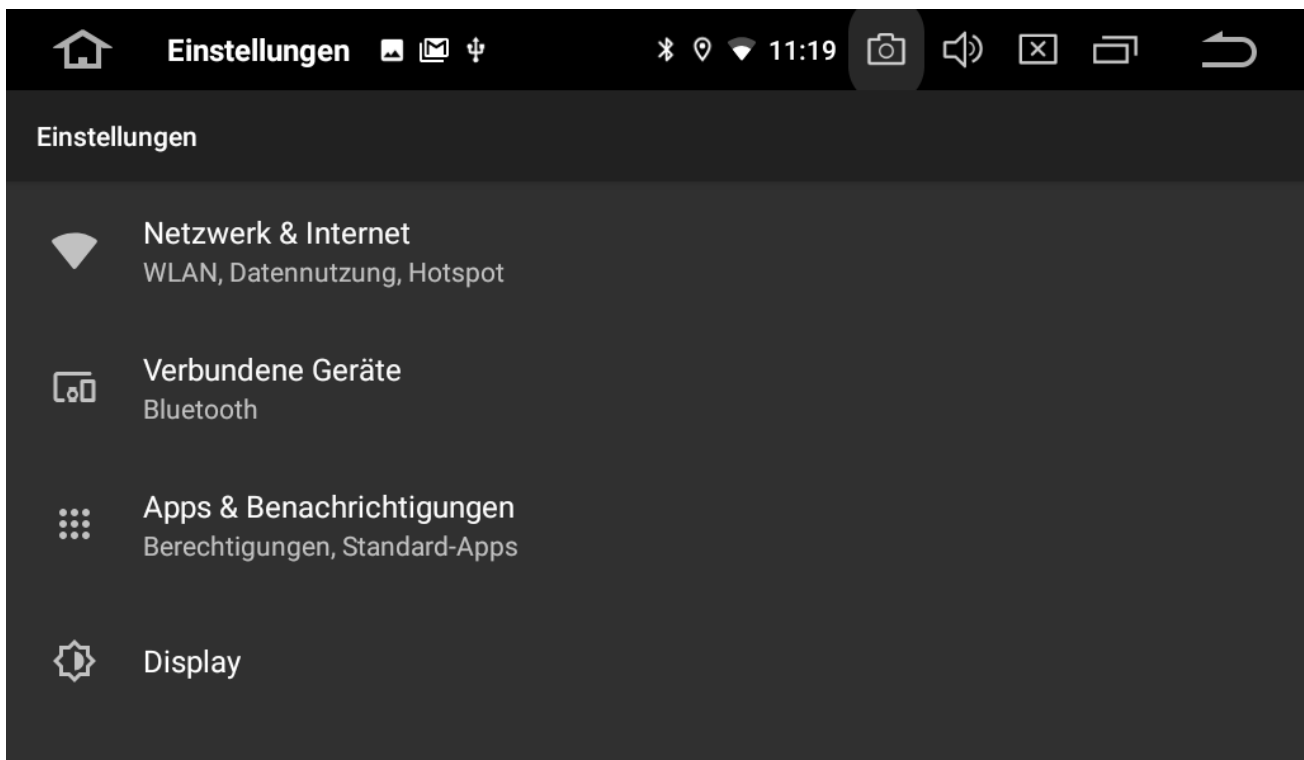 Einstellungen 11:19
Einstellungen
Netzwerk & Internet
WLAN, Datennutzung, Hotspot
Verbundene Geräte
Bluetooth
Apps & Benachrichtigungen
Berechtigungen, Standard-Apps
Display